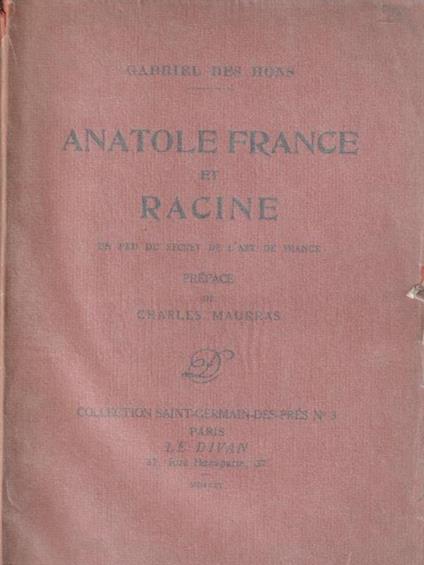 GABRIEL DES HONS
ANATOLE FRANCE
ET
RACINE
UN PEU DU SECRET DE L'ART DE FRANCE
PRÉFACE
DE
CHARLES MAURRAS
D
COLLECTION SAINT-GERMAIN-DES-PRÉS N° 3
PARIS
LE DIVAN
37, Rue Bonaparte, 37